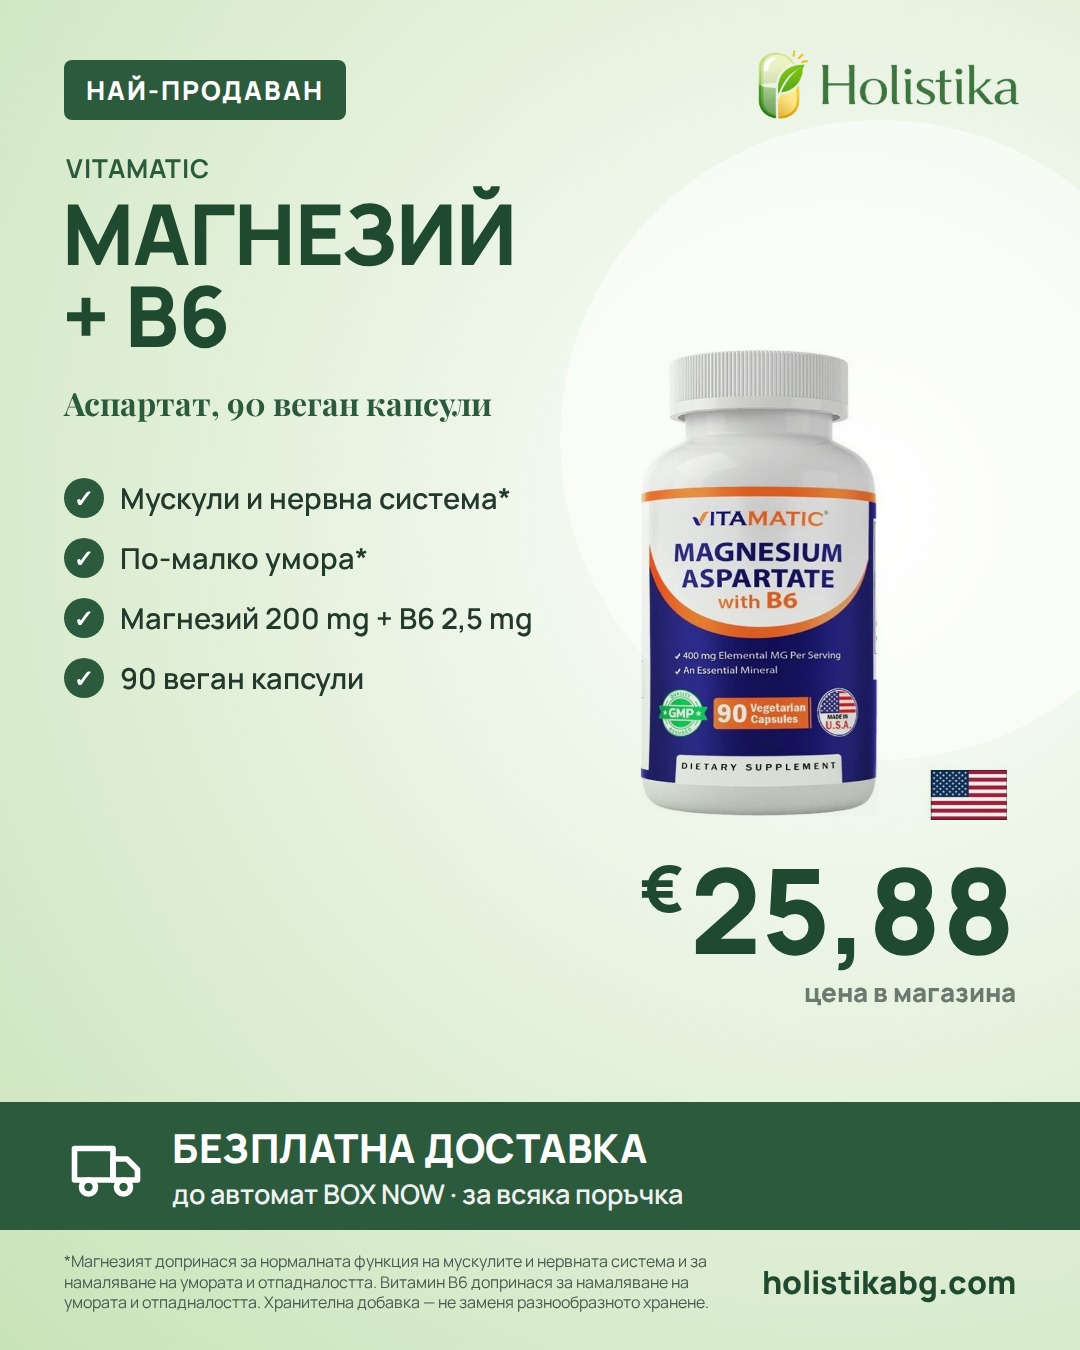 НАЙ-ПРОДАВАН
Holistika
VITAMATIC
МАГНЕЗИЙ
+ B6
Аспартат, 90 веган капсули
✓ Мускули и нервна система*
✓ По-малко умора*
✓ Магнезий 200 mg + B6 2,5 mg
✓ 90 веган капсули
VITAMATIC®
MAGNESIUM
ASPARTATE
with B6
✓ 400 mg Elemental MG Per Serving
✓ An Essential Mineral
QUALITY
GMP
90 Vegetarian
Capsules
MADE IN
U.S.A.
DIETARY SUPPLEMENT
€25,88
цена в магазина
БЕЗПЛАТНА ДОСТАВКА
до автомат BOX NOW · за всяка поръчка
*Магнезият допринася за нормалната функция на мускулите и нервната система и за
намаляване на умората и отпадналостта. Витамин B6 допринася за намаляване на
умората и отпадналостта. Хранителна добавка — не заменя разнообразното хранене.
holistikabg.com